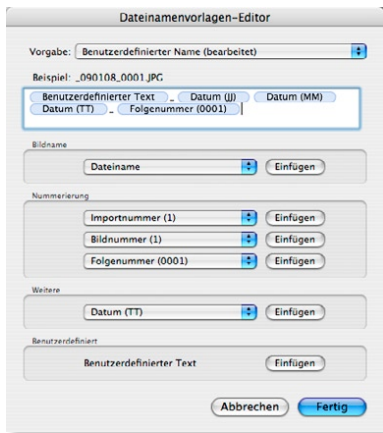 Dateinamenvorlagen-Editor
Vorgabe: Benutzerdefinierter Name (bearbeitet)
Beispiel: _090108_0001.JPG
Benutzerdefinierter Text _ Datum (JJ) Datum (MM)
Datum (TT) _ Folgenummer (0001)
Bildname
Dateiname Einfügen
Nummerierung
Importnummer (1) Einfügen
Bildnummer (1) Einfügen
Folgenummer (0001) Einfügen
Weitere
Datum (TT) Einfügen
Benutzerdefiniert
Benutzerdefinierter Text Einfügen
Abbrechen Fertig